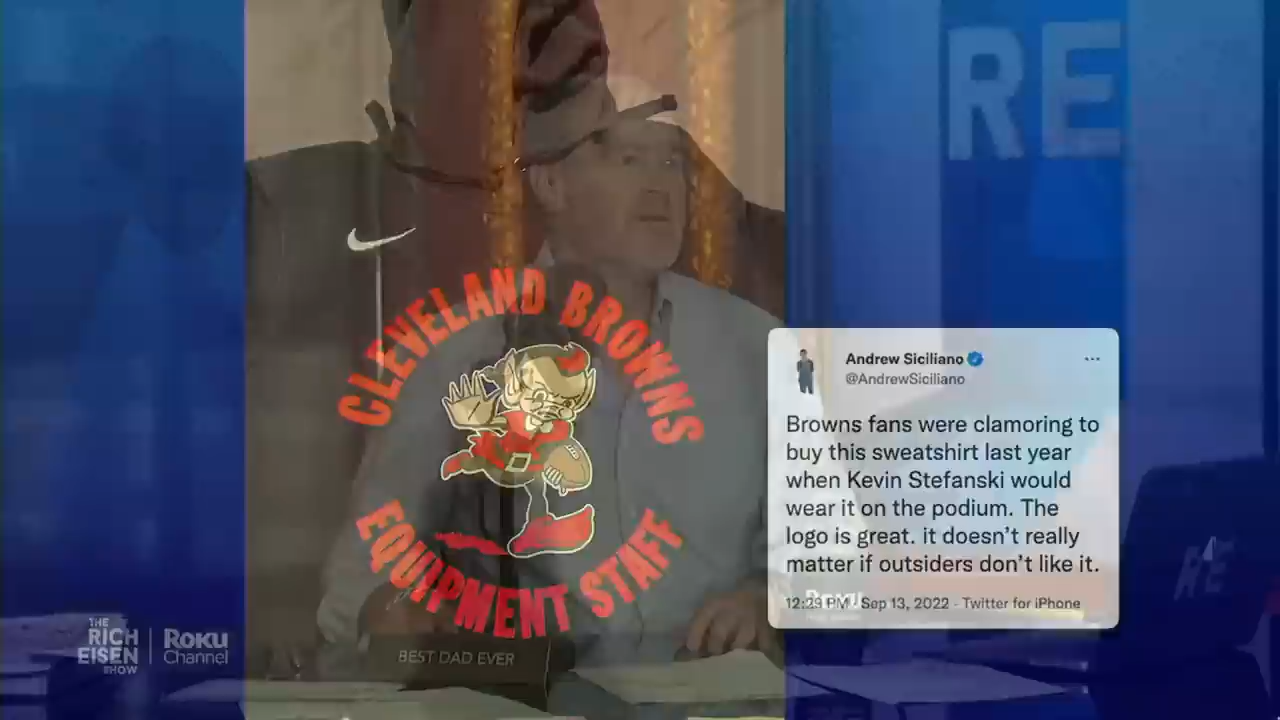 RE
CLEVELAND BROWNS
EQUIPMENT STAFF
Andrew Siciliano
@AndrewSiciliano
Browns fans were clamoring to
buy this sweatshirt last year
when Kevin Stefanski would
wear it on the podium. The
logo is great. it doesn’t really
matter if outsiders don’t like it.
12:29 PM · Sep 13, 2022 · Twitter for iPhone
Roku
RE
THE
RICH
EISEN
SHOW
Roku
Channel
BEST DAD EVER